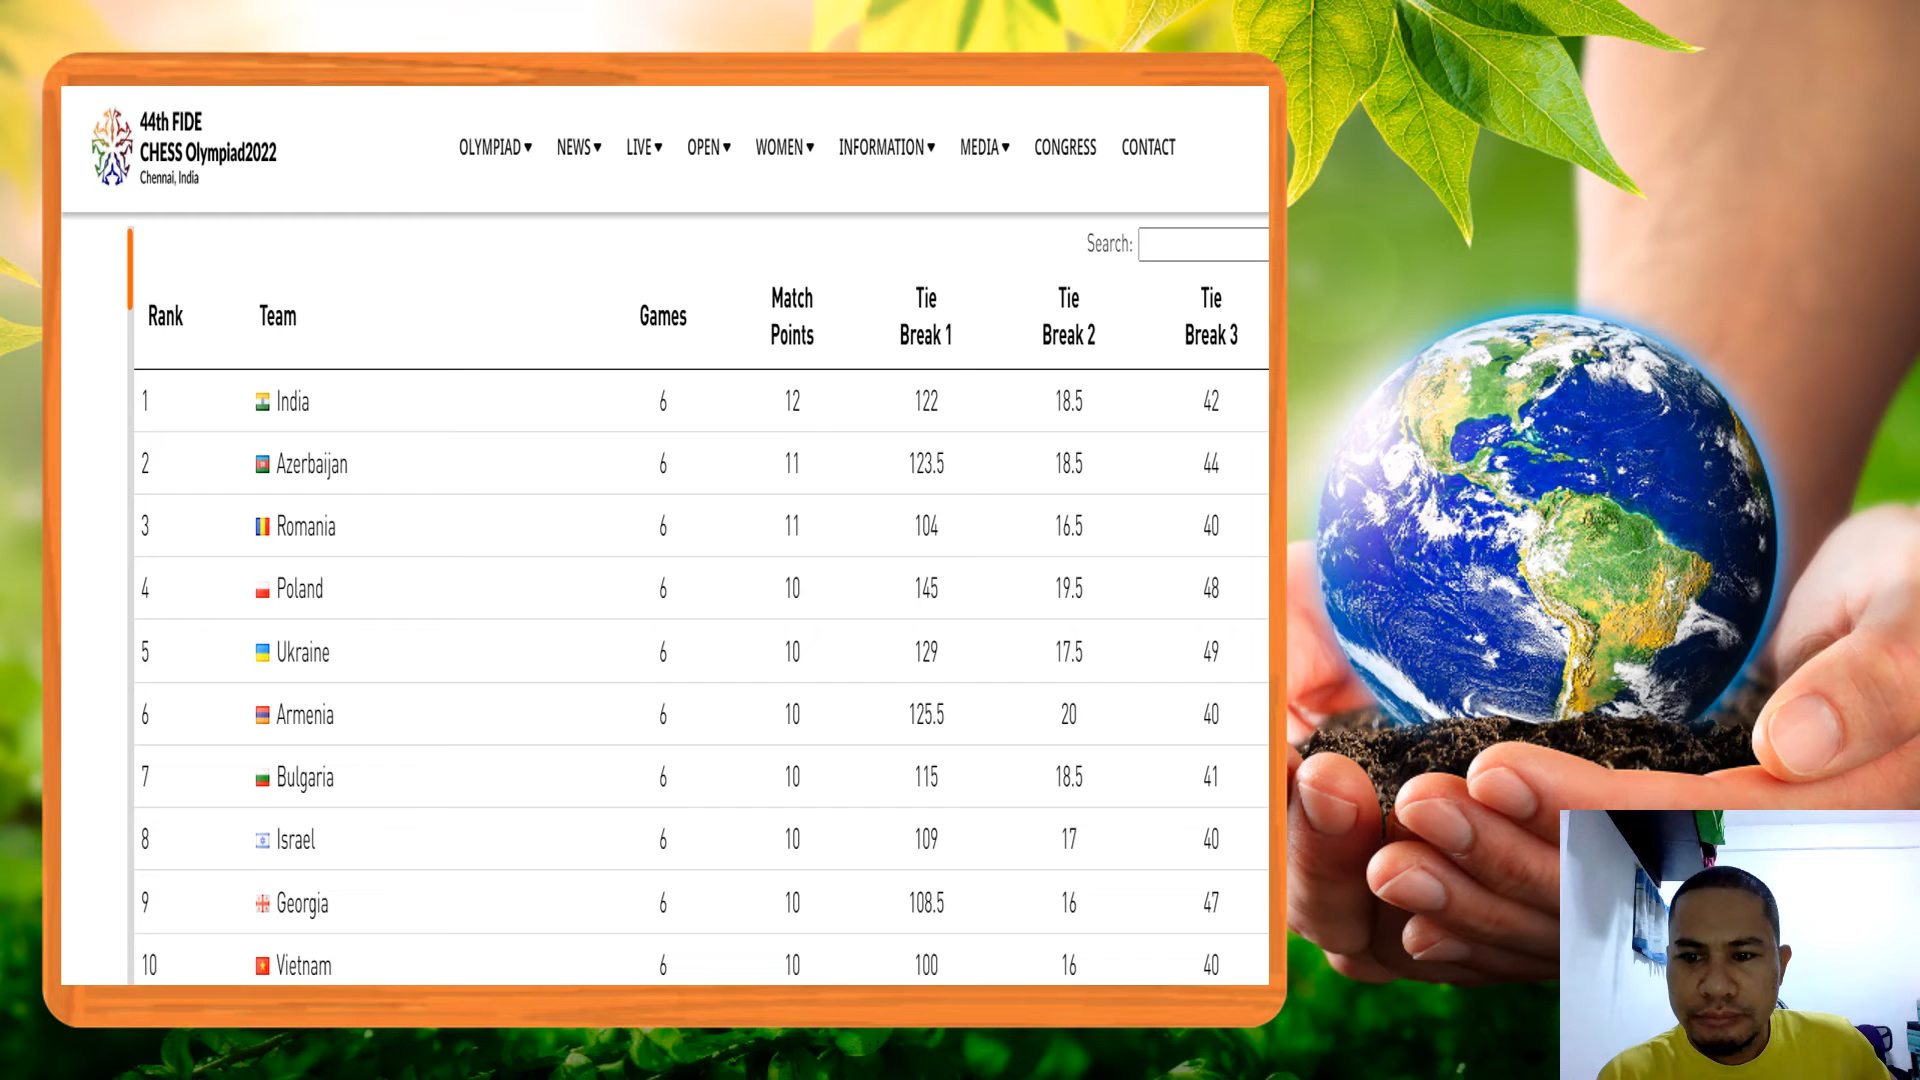 44th FIDE
CHESS Olympiad2022
Chennai, India
OLYMPIAD▼ NEWS▼ LIVE▼ OPEN▼ WOMEN▼ INFORMATION▼ MEDIA▼ CONGRESS CONTACT
Search:
Rank Team Games Match Points Tie Break 1 Tie Break 2 Tie Break 3
1 India 6 12 122 18.5 42
2 Azerbaijan 6 11 123.5 18.5 44
3 Romania 6 11 104 16.5 40
4 Poland 6 10 145 19.5 48
5 Ukraine 6 10 129 17.5 49
6 Armenia 6 10 125.5 20 40
7 Bulgaria 6 10 115 18.5 41
8 Israel 6 10 109 17 40
9 Georgia 6 10 108.5 16 47
10 Vietnam 6 10 100 16 40